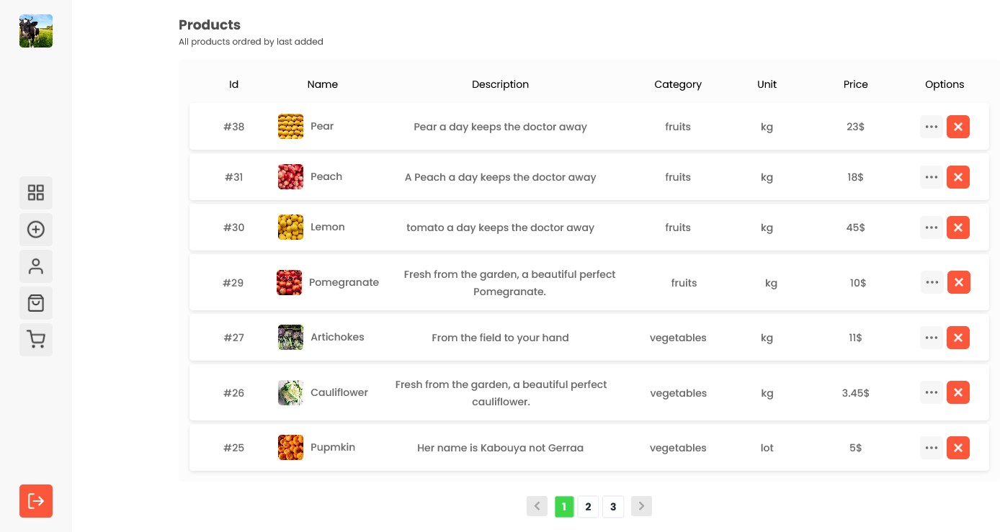 Products
All products ordred by last added
Id Name Description Category Unit Price Options
#38 Pear Pear a day keeps the doctor away fruits kg 23$
#31 Peach A Peach a day keeps the doctor away fruits kg 18$
#30 Lemon tomato a day keeps the doctor away fruits kg 45$
#29 Pomegranate Fresh from the garden, a beautiful perfect fruits kg 10$
Pomegranate.
#27 Artichokes From the field to your hand vegetables kg 11$
#26 Cauliflower Fresh from the garden, a beautiful perfect vegetables kg 3.45$
cauliflower.
#25 Pupmkin Her name is Kabouya not Gerraa vegetables lot 5$
1 2 3